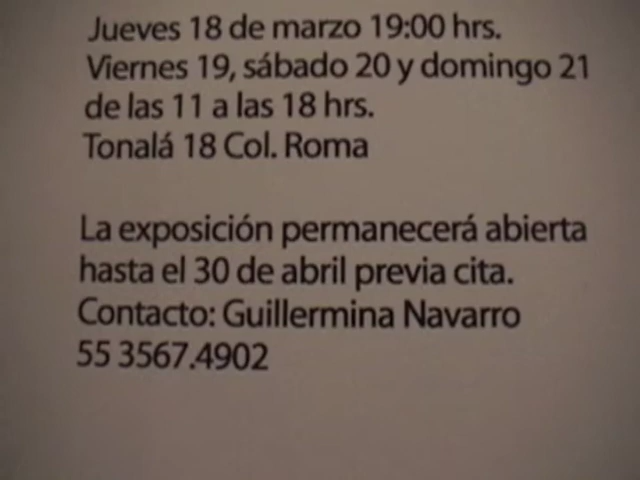 Jueves 18 de marzo 19:00 hrs.
Viernes 19, sábado 20 y domingo 21
de las 11 a las 18 hrs.
Tonalá 18 Col. Roma
La exposición permanecerá abierta
hasta el 30 de abril previa cita.
Contacto: Guillermina Navarro
55 3567.4902